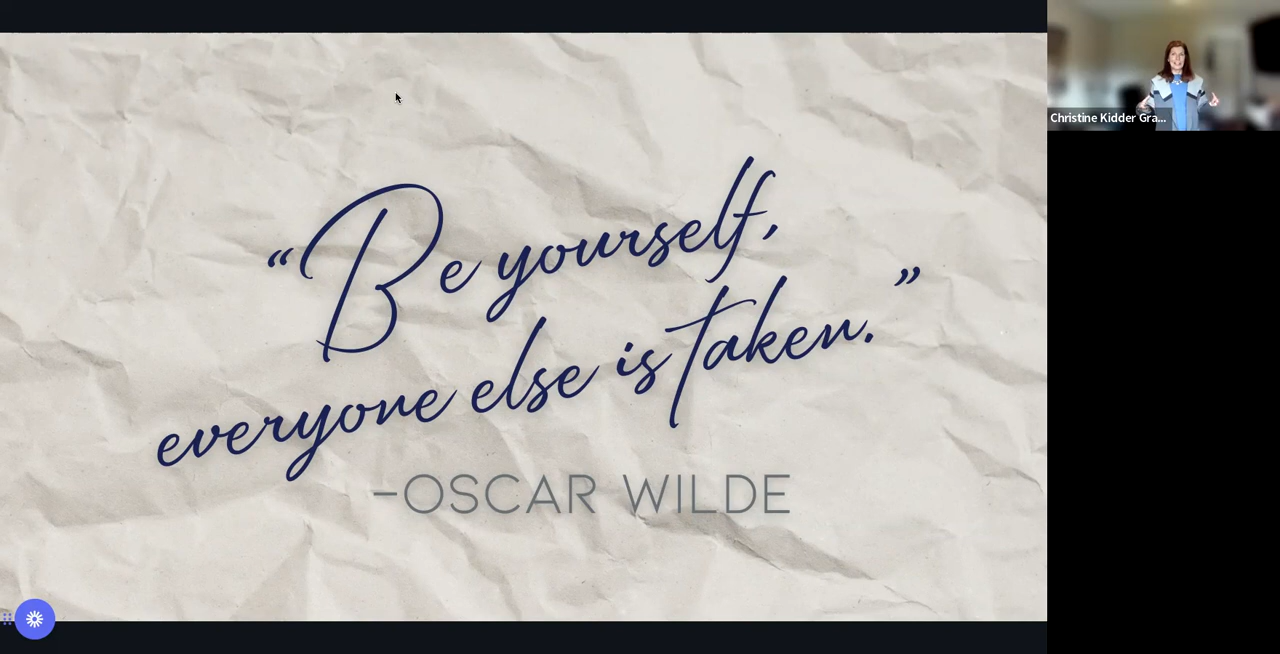 “Be yourself,
everyone else is taken.”
–OSCAR WILDE
Christine Kidder Gra...